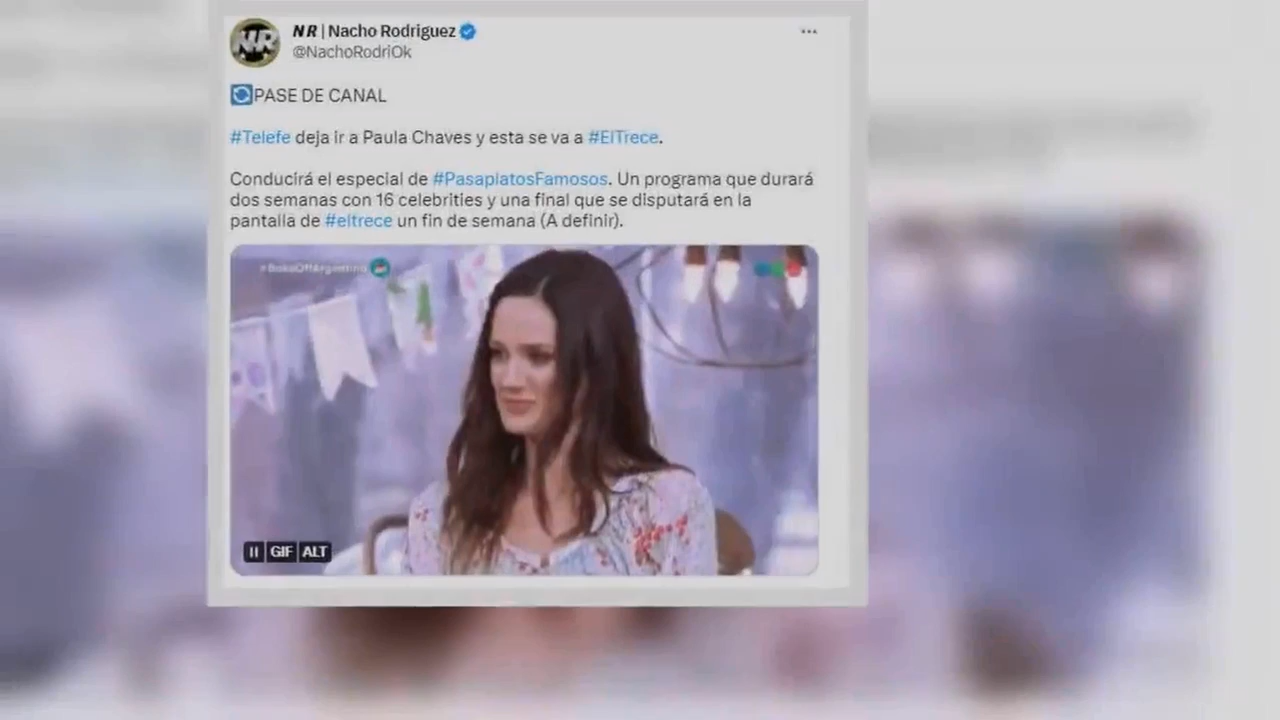 NR | Nacho Rodriguez
@NachoRodriOk
PASE DE CANAL
#Telefe deja ir a Paula Chaves y esta se va a #ElTrece.
Conducirá el especial de #PasaplatosFamosos. Un programa que durará
dos semanas con 16 celebrities y una final que se disputará en la
pantalla de #eltrece un fin de semana (A definir).
#BakeOffArgentina
GIF ALT